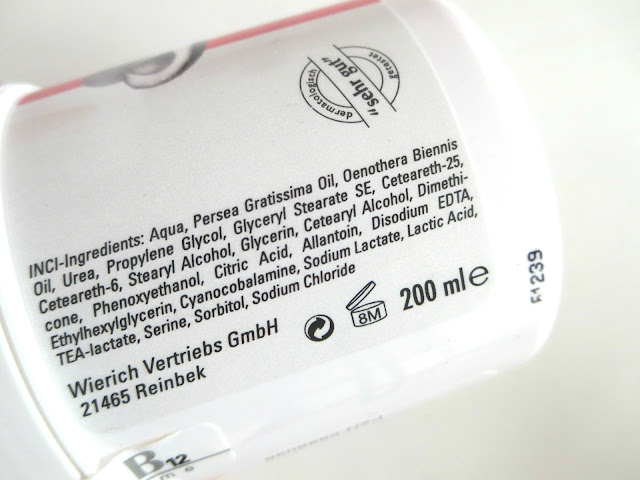 dermatologisch
"sehr gut"
getestet
INCI-Ingredients: Aqua, Persea Gratissima Oil, Oenothera Biennis
Oil, Urea, Propylene Glycol, Glyceryl Stearate SE, Ceteareth-25,
Ceteareth-6, Stearyl Alcohol, Glycerin, Cetearyl Alcohol, Dimethi-
cone, Phenoxyethanol, Citric Acid, Allantoin, Disodium EDTA,
Ethylhexylglycerin, Cyanocobalamine, Sodium Lactate, Lactic Acid,
TEA-lactate, Serine, Sorbitol, Sodium Chloride
Wierich Vertriebs GmbH
21465 Reinbek
8M
200 ml e
239
B12